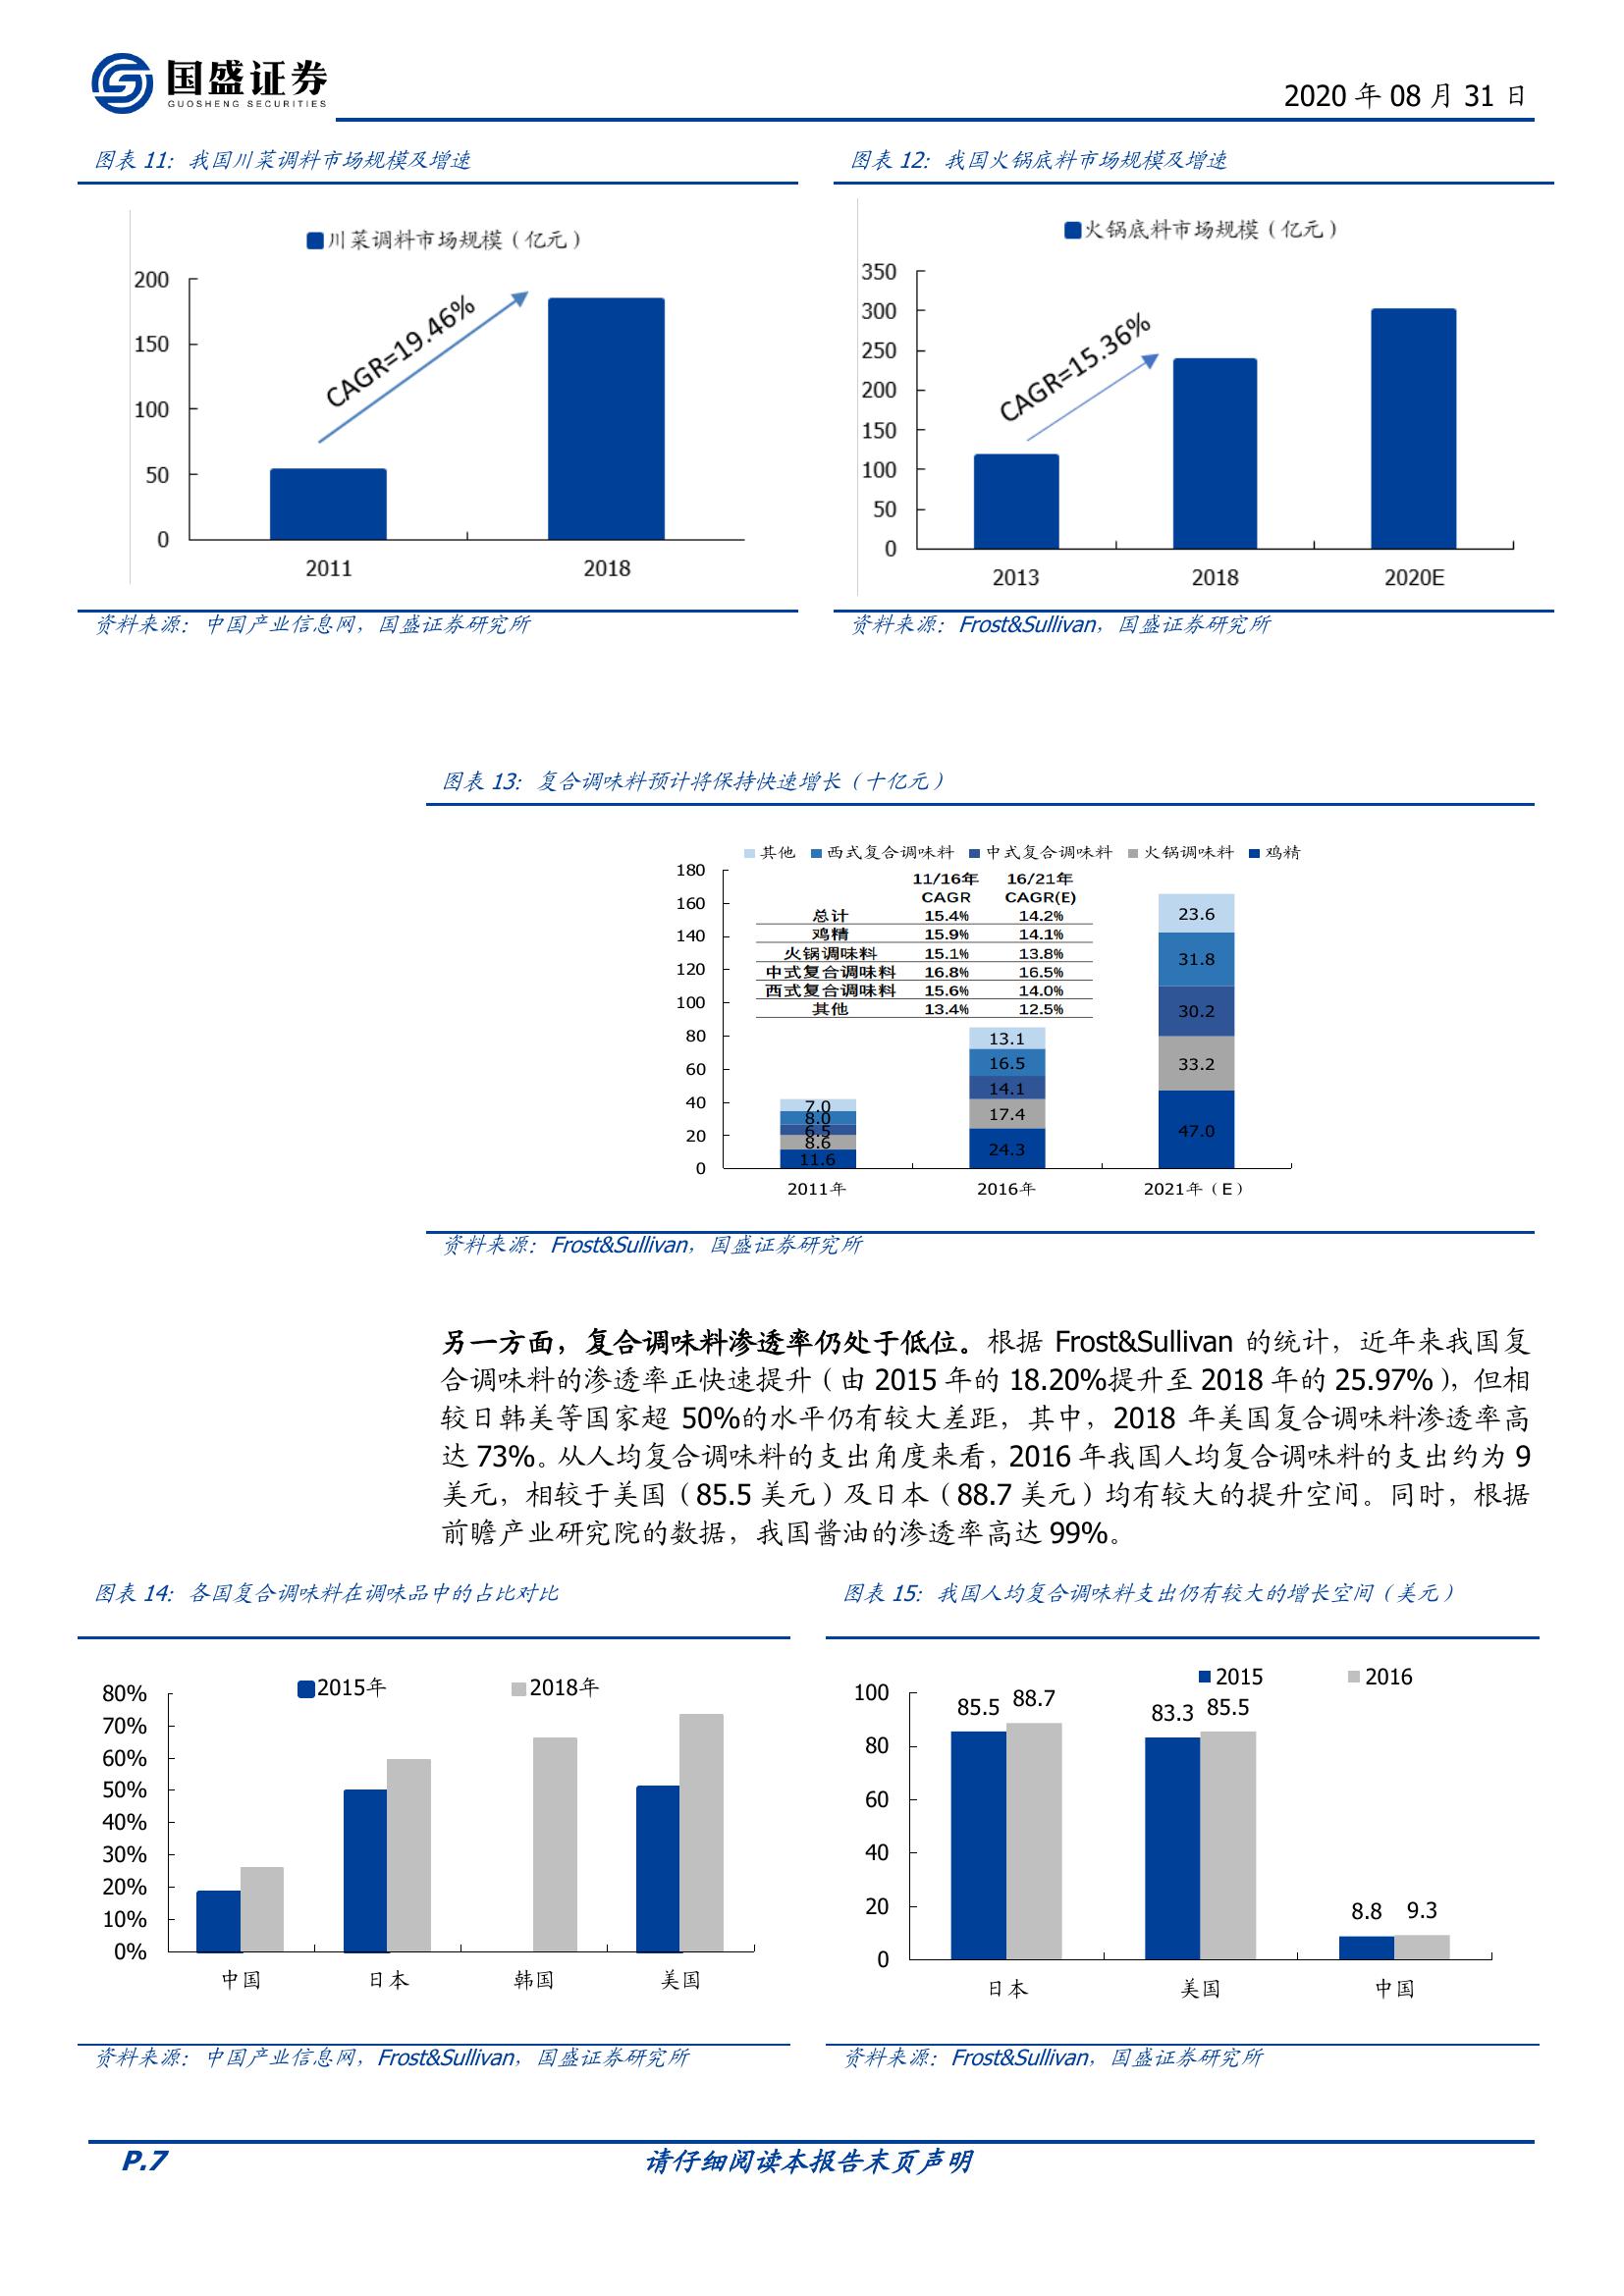 国盛证券
GUOSHENG SECURITIES
2020 年 08 月 31 日
图表 11：我国川菜调料市场规模及增速
川菜调料市场规模（亿元）
200
150
100
50
0
CAGR=19.46%
2011 2018
资料来源：中国产业信息网，国盛证券研究所
图表 12：我国火锅底料市场规模及增速
火锅底料市场规模（亿元）
350
300
250
200
150
100
50
0
CAGR=15.36%
2013 2018 2020E
资料来源：Frost&Sullivan，国盛证券研究所
图表 13：复合调味料预计将保持快速增长（十亿元）
其他 西式复合调味料 中式复合调味料 火锅调味料 鸡精
180
160
140
120
100
80
60
40
20
0
11/16年 16/21年
CAGR CAGR(E)
总计 15.4% 14.2%
鸡精 15.9% 14.1%
火锅调味料 15.1% 13.8%
中式复合调味料 16.8% 16.5%
西式复合调味料 15.6% 14.0%
其他 13.4% 12.5%
7.0
8.0
6.5
8.6
11.6
13.1
16.5
14.1
17.4
24.3
23.6
31.8
30.2
33.2
47.0
2011年 2016年 2021年（E）
资料来源：Frost&Sullivan，国盛证券研究所
另一方面，复合调味料渗透率仍处于低位。根据 Frost&Sullivan 的统计，近年来我国复
合调味料的渗透率正快速提升（由 2015 年的 18.20%提升至 2018 年的 25.97%），但相
较日韩美等国家超 50%的水平仍有较大差距，其中，2018 年美国复合调味料渗透率高
达 73%。从人均复合调味料的支出角度来看，2016 年我国人均复合调味料的支出约为 9
美元，相较于美国（85.5 美元）及日本（88.7 美元）均有较大的提升空间。同时，根据
前瞻产业研究院的数据，我国酱油的渗透率高达 99%。
图表 14：各国复合调味料在调味品中的占比对比
2015年 2018年
80%
70%
60%
50%
40%
30%
20%
10%
0%
中国 日本 韩国 美国
资料来源：中国产业信息网，Frost&Sullivan，国盛证券研究所
图表 15：我国人均复合调味料支出仍有较大的增长空间（美元）
2015 2016
100
80
60
40
20
0
85.5 88.7
83.3 85.5
8.8 9.3
日本 美国 中国
资料来源：Frost&Sullivan，国盛证券研究所
P.7 请仔细阅读本报告末页声明